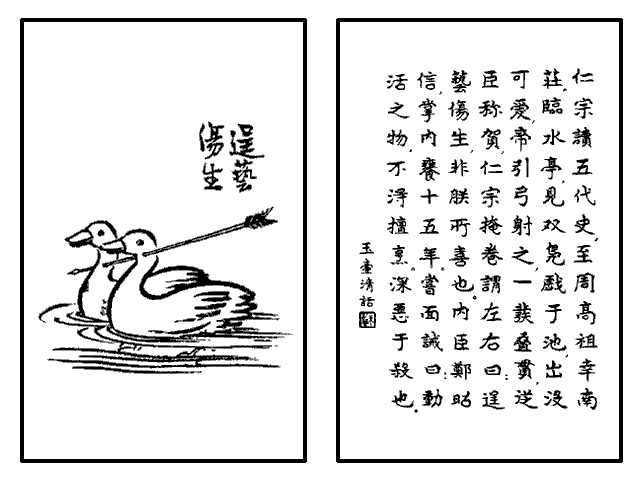 逞藝
傷生
仁宗讀五代史,至周高祖幸南
莊,臨水亭,見双鳧戲于池,出沒
可愛,帝引弓射之,一發疊貫,從
臣称賀,仁宗掩卷謂左右曰:逞
藝傷生,非朕所喜也。內臣鄭昭
信,掌內饔十五年。嘗面誡曰:動
活之物,不淂擅烹。深惡于殺也。
玉壺清話